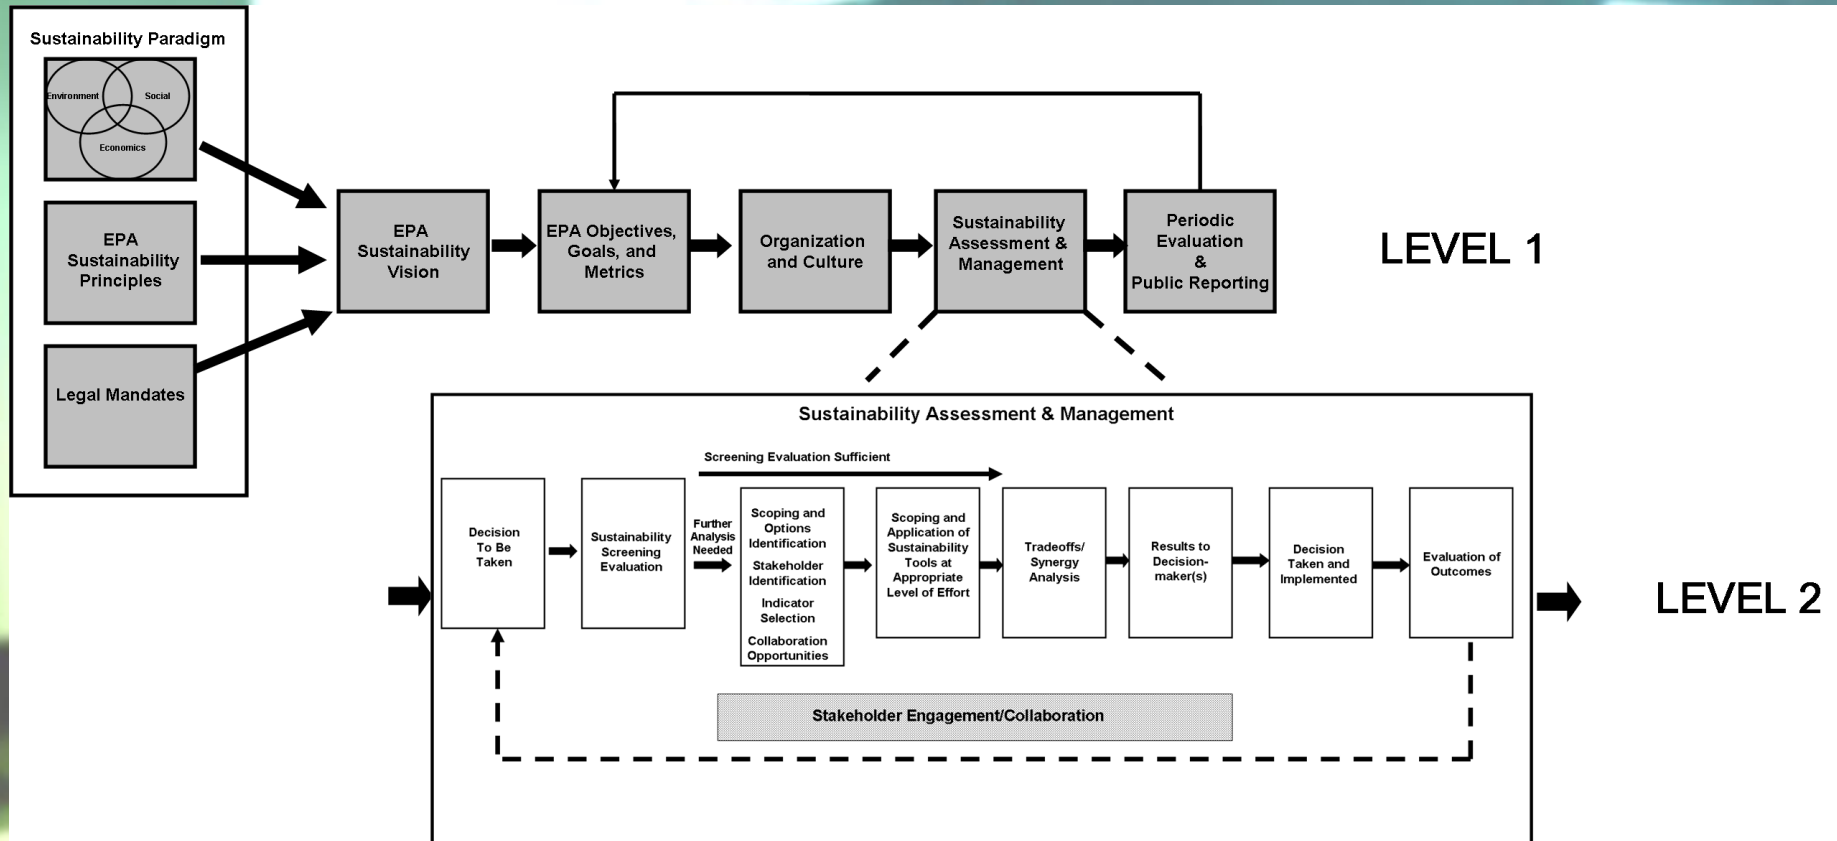 Sustainability Paradigm
Environment
Social
Economics
EPA
Sustainability
Principles
Legal Mandates
EPA
Sustainability
Vision
EPA Objectives,
Goals, and
Metrics
Organization
and Culture
Sustainability
Assessment &
Management
Periodic
Evaluation
&
Public Reporting
LEVEL 1
Sustainability Assessment & Management
Screening Evaluation Sufficient
Decision
To Be
Taken
Sustainability
Screening
Evaluation
Further
Analysis
Needed
Scoping and
Options
Identification
Stakeholder
Identification
Indicator
Selection
Collaboration
Opportunities
Scoping and
Application of
Sustainability
Tools at
Appropriate
Level of Effort
Tradeoffs/
Synergy
Analysis
Results to
Decision-
maker(s)
Decision
Taken and
Implemented
Evaluation of
Outcomes
LEVEL 2
Stakeholder Engagement/Collaboration